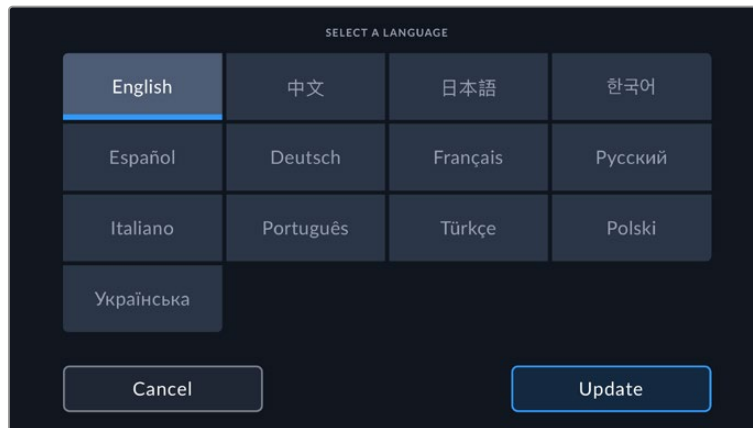 SELECT A LANGUAGE
English 中文 日本語 한국어
Español Deutsch Français Русский
Italiano Português Türkçe Polski
Українська
Cancel Update